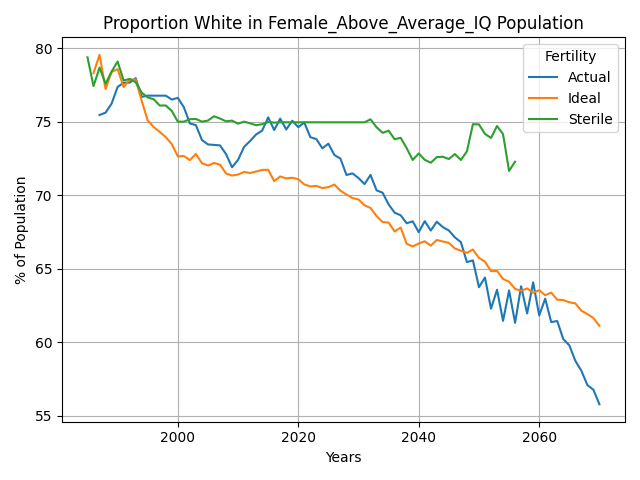 Proportion White in Female_Above_Average_IQ Population
80
75
70
65
60
55
% of Population
2000
2020
2040
2060
Years
Fertility
Actual
Ideal
Sterile